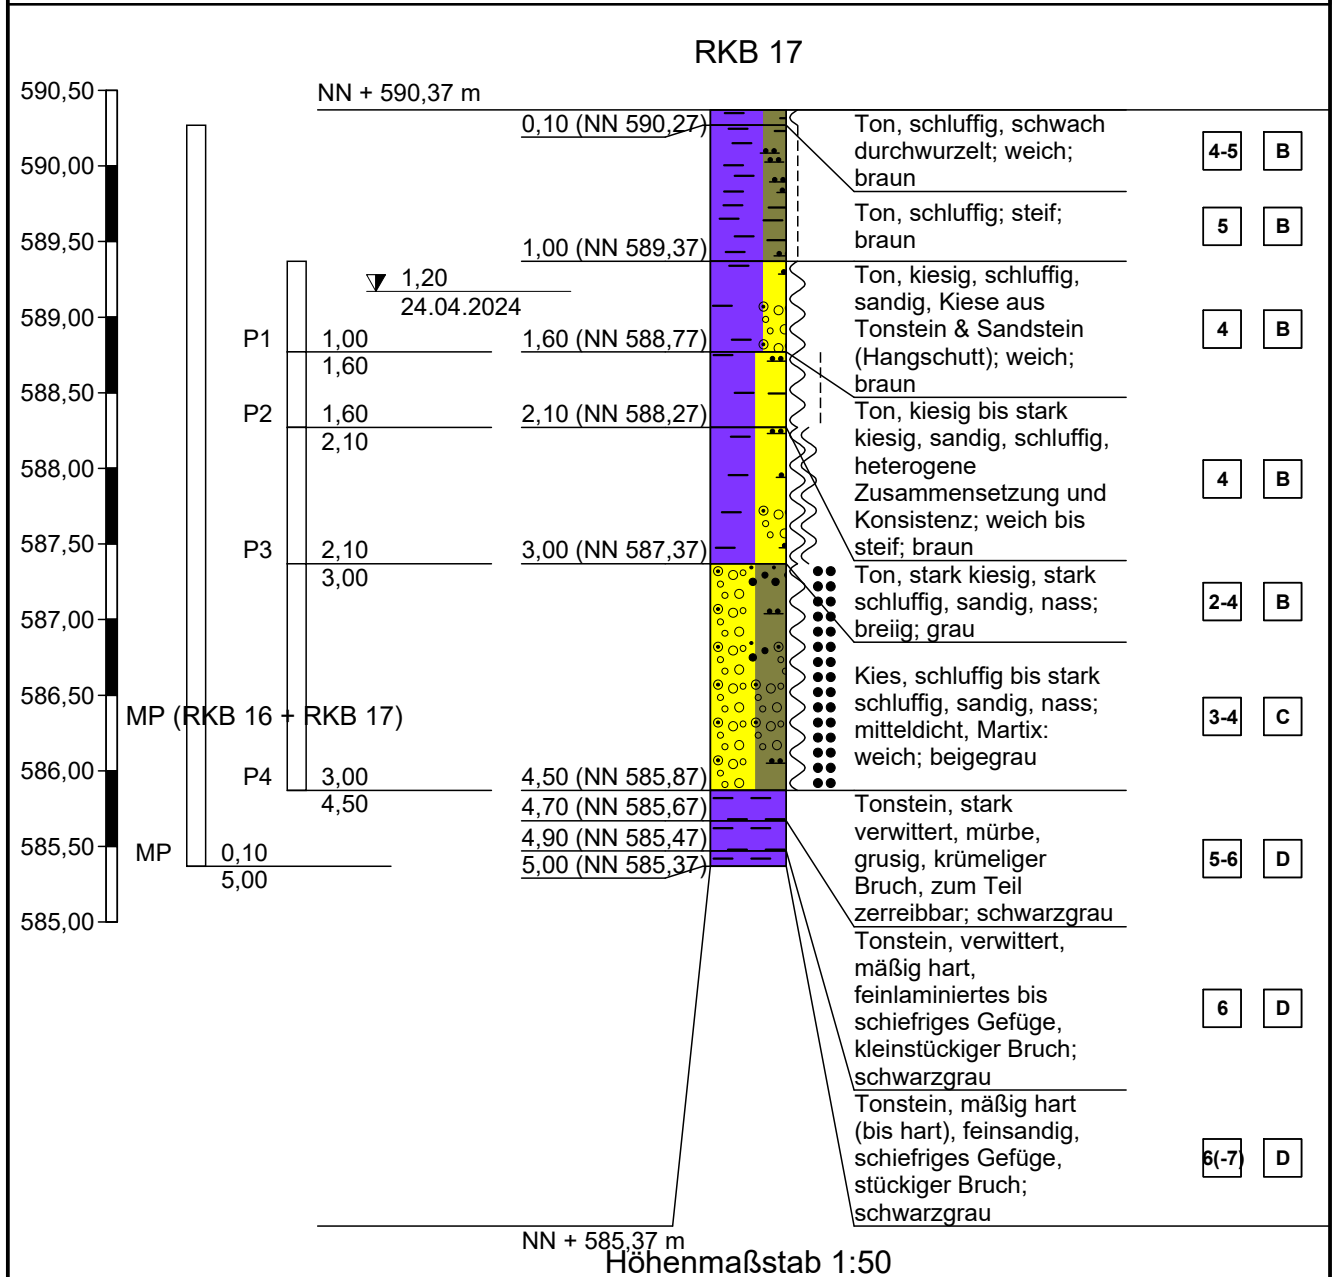 RKB 17
590,50
590,00
589,50
589,00
588,50
588,00
587,50
587,00
586,50
586,00
585,50
585,00
NN + 590,37 m
1,20
24.04.2024
P1
1,00
1,60
P2
1,60
2,10
P3
2,10
3,00
MP (RKB 16 + RKB 17)
P4
3,00
4,50
MP
0,10
5,00
0,10 (NN 590,27)
1,00 (NN 589,37)
1,60 (NN 588,77)
2,10 (NN 588,27)
3,00 (NN 587,37)
4,50 (NN 585,87)
4,70 (NN 585,67)
4,90 (NN 585,47)
5,00 (NN 585,37)
Ton, schluffig, schwach
durchwurzelt; weich;
braun
4-5 B
Ton, schluffig; steif;
braun
5 B
Ton, kiesig, schluffig,
sandig, Kiese aus
Tonstein & Sandstein
(Hangschutt); weich;
braun
4 B
Ton, kiesig bis stark
kiesig, sandig, schluffig,
heterogene
Zusammensetzung und
Konsistenz; weich bis
steif; braun
4 B
Ton, stark kiesig, stark
schluffig, sandig, nass;
breiig; grau
2-4 B
Kies, schluffig bis stark
schluffig, sandig, nass;
mitteldicht, Martix:
weich; beigegrau
3-4 C
Tonstein, stark
verwittert, mürbe,
grusig, krümeliger
Bruch, zum Teil
zerreibbar; schwarzgrau
5-6 D
Tonstein, verwittert,
mäßig hart,
feinlaminiertes bis
schiefriges Gefüge,
kleinstückiger Bruch;
schwarzgrau
6 D
Tonstein, mäßig hart
(bis hart), feinsandig,
schiefriges Gefüge,
stückiger Bruch;
schwarzgrau
6(-7) D
NN + 585,37 m
Höhenmaßstab 1:50